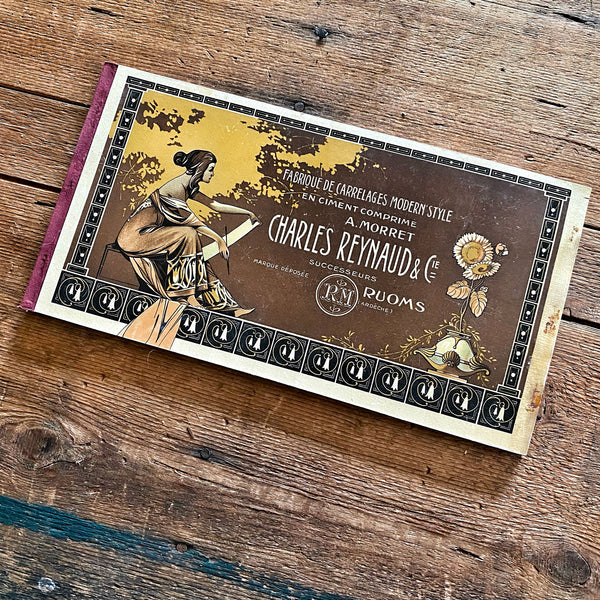 FABRIQUE DE CARRELAGES MODERN'STYLE
EN CIMENT COMPRIMÉ
A. MORRET
CHARLES REYNAUD & CIE
SUCCESSEURS
MARQUE DÉPOSÉE
RM
RUOMS
(ARDÈCHE)